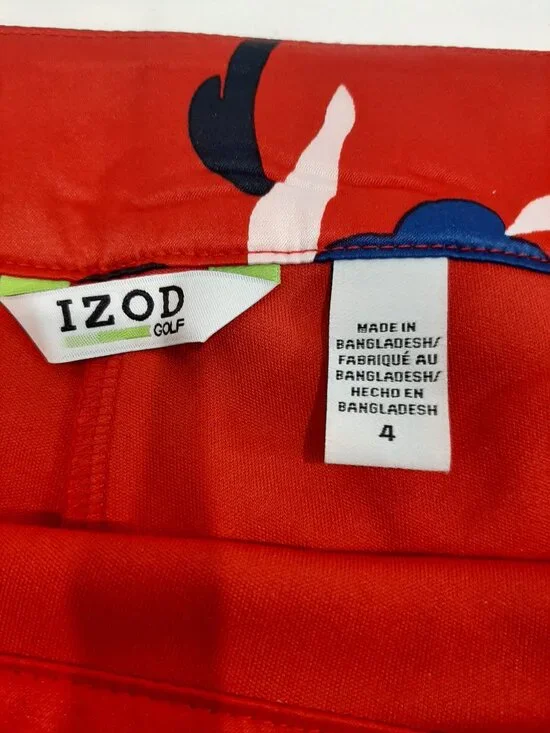 IZOD
GOLF
MADE IN
BANGLADESH/
FABRIQUÉ AU
BANGLADESH/
HECHO EN
BANGLADESH
4